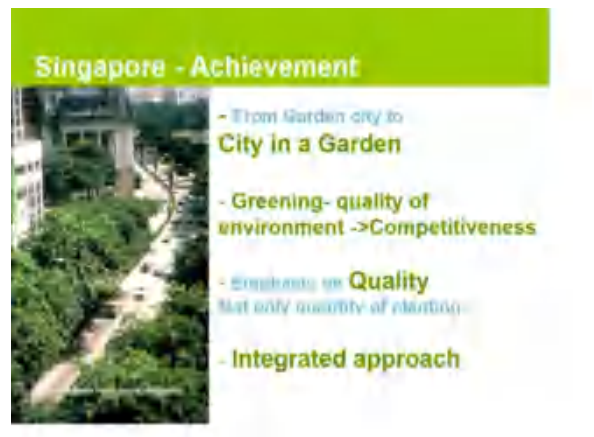 Singapore - Achievement
- From Garden city to
City in a Garden
- Greening- quality of
environment ->Competitiveness
- Emphasis on Quality
Not only quantity of planting
- Integrated approach